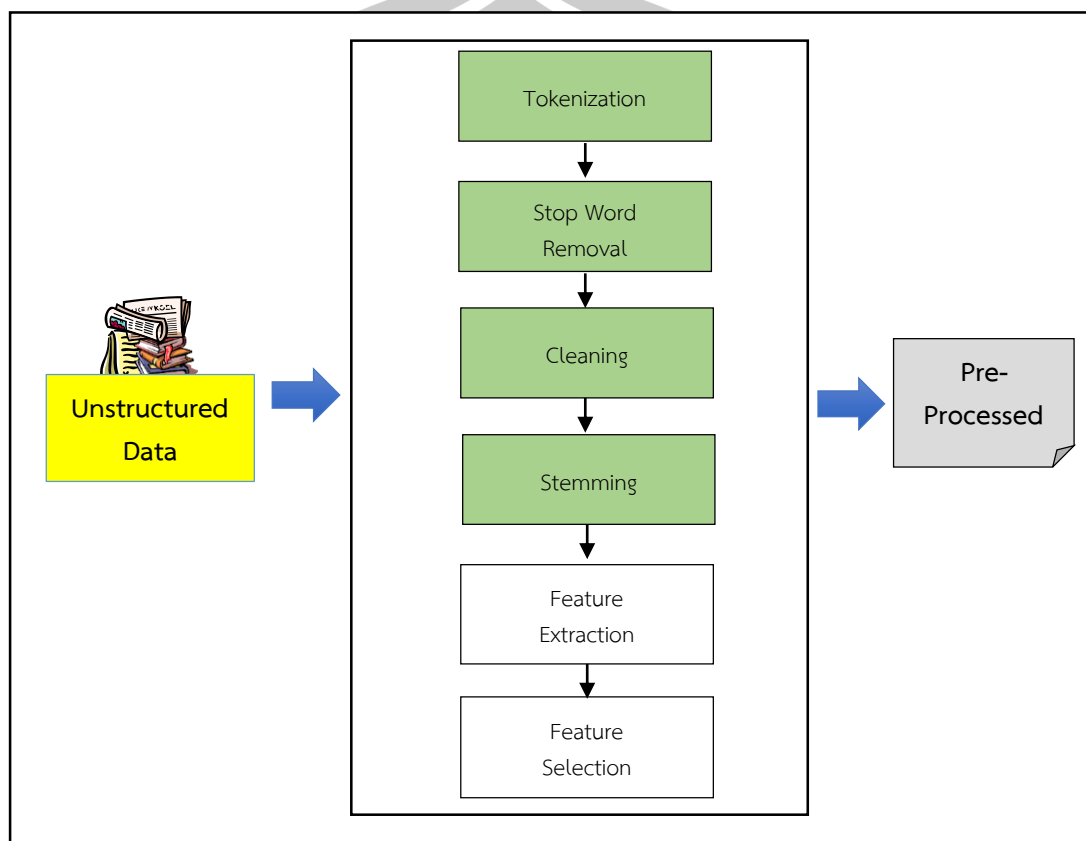 Tokenization
Stop Word
Removal
Cleaning
Unstructured
Data
Pre-
Processed
Stemming
Feature
Extraction
Feature
Selection